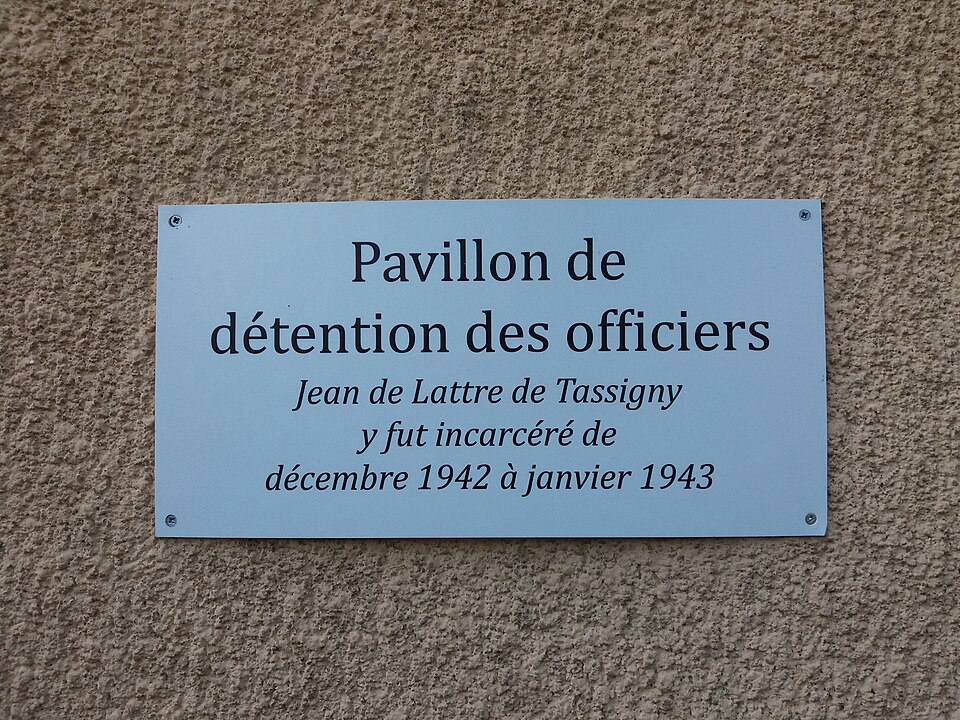 Pavillon de
détention des officiers
Jean de Lattre de Tassigny
y fut incarcéré de
décembre 1942 à janvier 1943